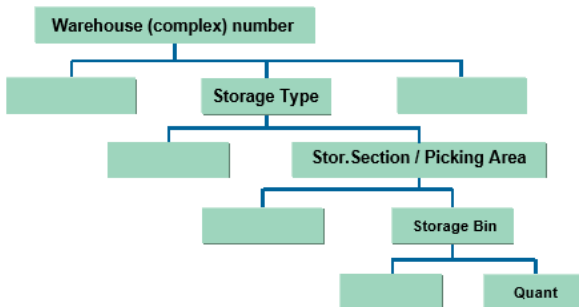 Warehouse (complex) number
Storage Type
Stor.Section / Picking Area
Storage Bin
Quant